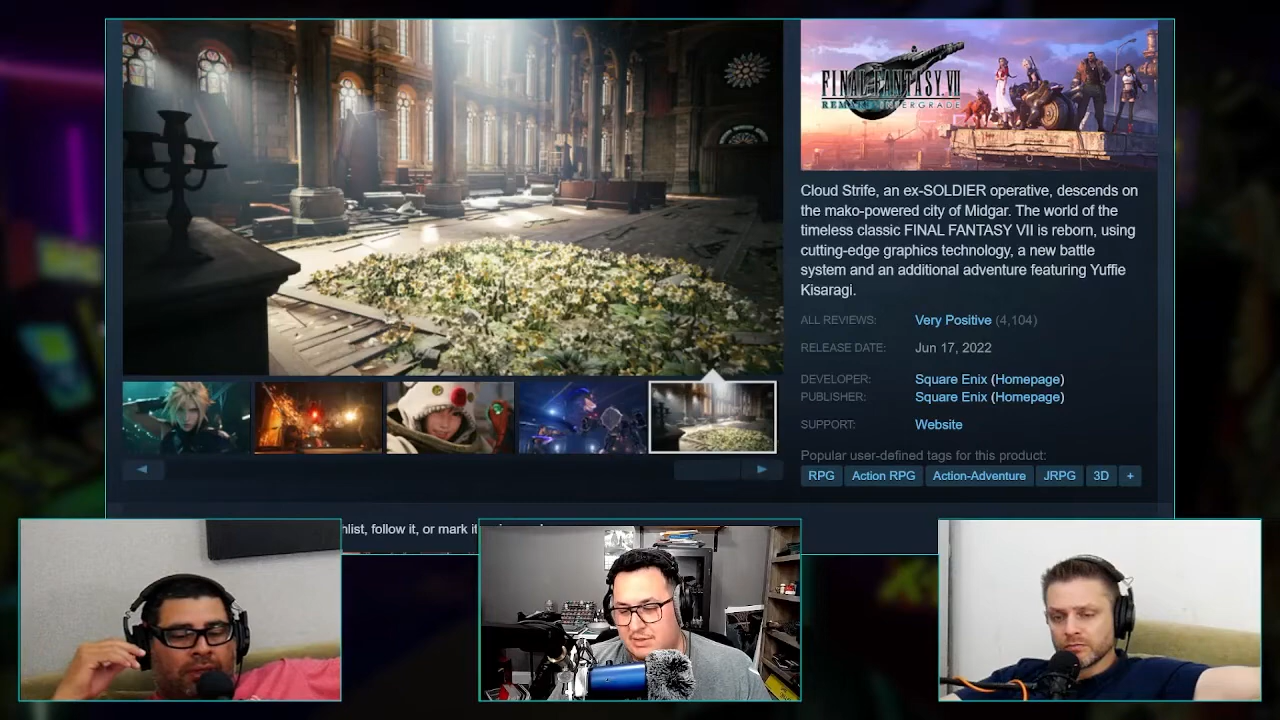 FINAL FANTASY VII
REMAKE INTERGRADE
Cloud Strife, an ex-SOLDIER operative, descends on
the mako-powered city of Midgar. The world of the
timeless classic FINAL FANTASY VII is reborn, using
cutting-edge graphics technology, a new battle
system and an additional adventure featuring Yuffie
Kisaragi.
ALL REVIEWS: Very Positive (4,104)
RELEASE DATE: Jun 17, 2022
DEVELOPER: Square Enix (Homepage)
PUBLISHER: Square Enix (Homepage)
SUPPORT: Website
Popular user-defined tags for this product:
RPG Action RPG Action-Adventure JRPG 3D +
hlist, follow it, or mark it